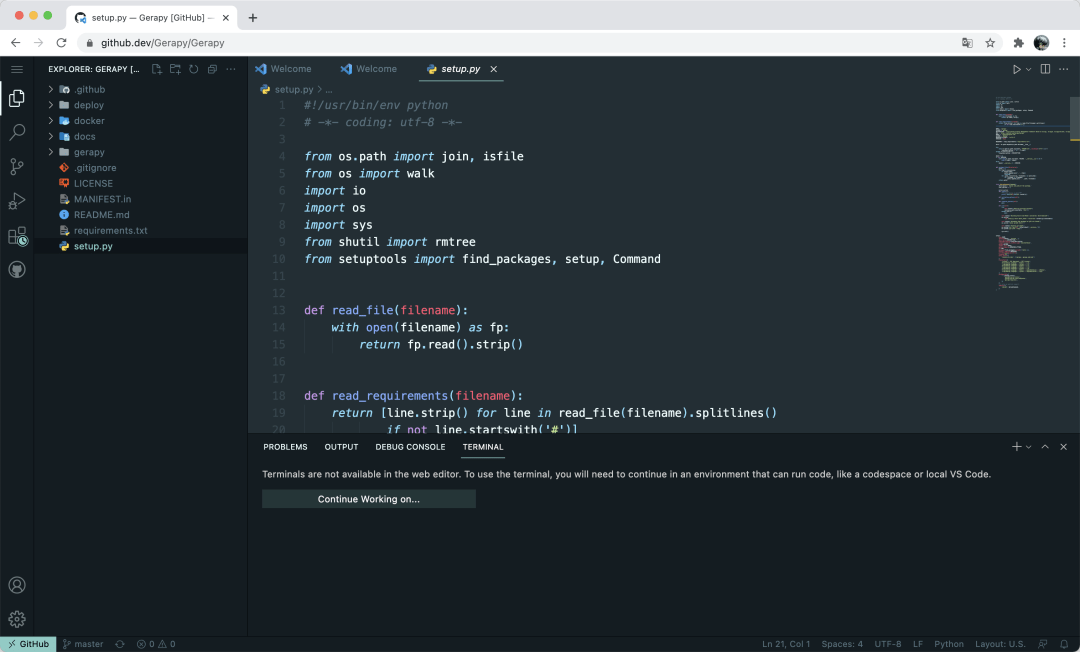 setup.py — Gerapy [GitHub] —
github.dev/Gerapy/Gerapy
EXPLORER: GERAPY [...
.github
deploy
docker
docs
gerapy
.gitignore
LICENSE
MANIFEST.in
README.md
requirements.txt
setup.py
Welcome
Welcome
setup.py
setup.py > ...
1 #!/usr/bin/env python
2 # -*- coding: utf-8 -*-
3
4 from os.path import join, isfile
5 from os import walk
6 import io
7 import os
8 import sys
9 from shutil import rmtree
10 from setuptools import find_packages, setup, Command
11
12
13 def read_file(filename):
14     with open(filename) as fp:
15         return fp.read().strip()
16
17
18 def read_requirements(filename):
19     return [line.strip() for line in read_file(filename).splitlines()
20             if not line.startswith('#')]
PROBLEMS OUTPUT DEBUG CONSOLE TERMINAL
Terminals are not available in the web editor. To use the terminal, you will need to continue in an environment that can run code, like a codespace or local VS Code.
Continue Working on...
GitHub master 0 0 Ln 21, Col 1 Spaces: 4 UTF-8 LF Python Layout: U.S.